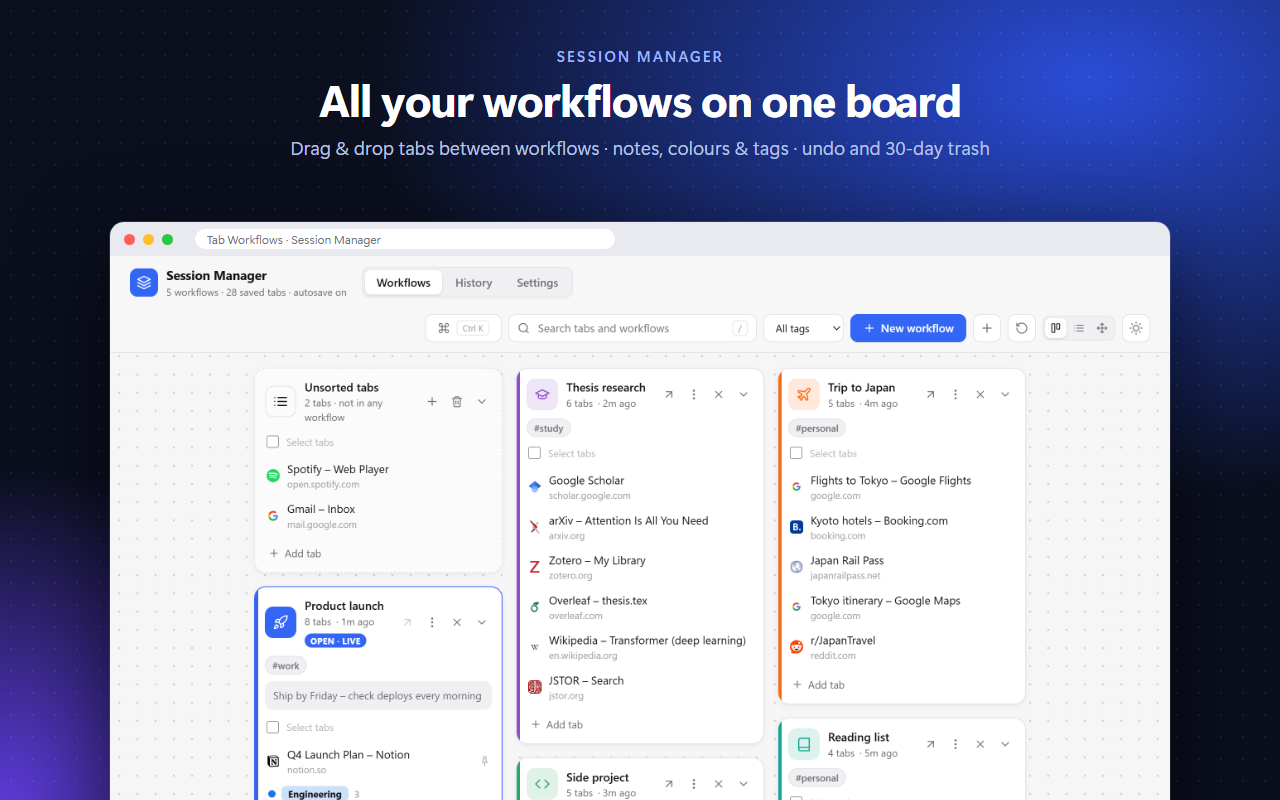 SESSION MANAGER
All your workflows on one board
Drag & drop tabs between workflows · notes, colours & tags · undo and 30-day trash
Tab Workflows · Session Manager
Session Manager
5 workflows · 28 saved tabs · autosave on
Workflows
History
Settings
⌘ Ctrl K
Search tabs and workflows /
All tags
+ New workflow
Unsorted tabs
2 tabs · not in any
workflow
Select tabs
Spotify – Web Player
open.spotify.com
Gmail – Inbox
mail.google.com
+ Add tab
Product launch
8 tabs · 1m ago
OPEN · LIVE
#work
Ship by Friday – check deploys every morning
Select tabs
Q4 Launch Plan – Notion
notion.so
Engineering 3
Thesis research
6 tabs · 2m ago
#study
Select tabs
Google Scholar
scholar.google.com
arXiv – Attention Is All You Need
arxiv.org
Zotero – My Library
zotero.org
Overleaf – thesis.tex
overleaf.com
Wikipedia – Transformer (deep learning)
en.wikipedia.org
JSTOR – Search
jstor.org
+ Add tab
Side project
5 tabs · 3m ago
Trip to Japan
5 tabs · 4m ago
#personal
Select tabs
Flights to Tokyo – Google Flights
google.com
Kyoto hotels – Booking.com
booking.com
Japan Rail Pass
japanrailpass.net
Tokyo itinerary – Google Maps
google.com
r/JapanTravel
reddit.com
+ Add tab
Reading list
4 tabs · 5m ago
#personal